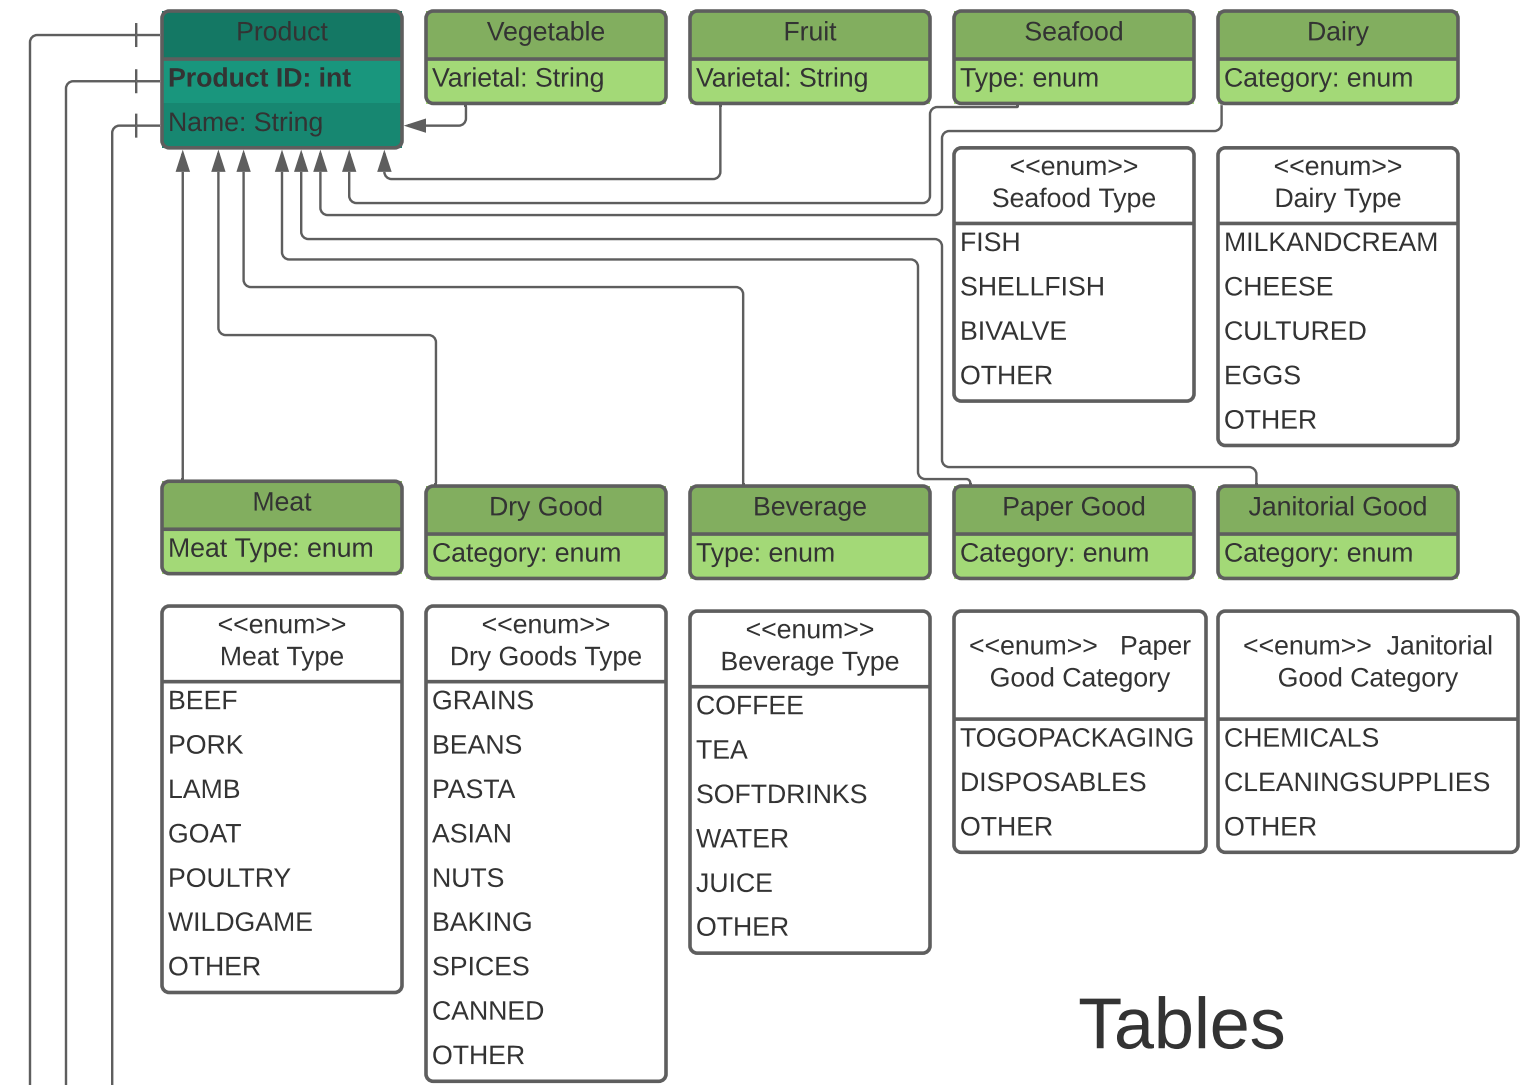 Product
Product ID: int
Name: String
Vegetable
Varietal: String
Fruit
Varietal: String
Seafood
Type: enum
Dairy
Category: enum
<<enum>>
Seafood Type
FISH
SHELLFISH
BIVALVE
OTHER
<<enum>>
Dairy Type
MILKANDCREAM
CHEESE
CULTURED
EGGS
OTHER
Meat
Meat Type: enum
Dry Good
Category: enum
Beverage
Type: enum
Paper Good
Category: enum
Janitorial Good
Category: enum
<<enum>>
Meat Type
BEEF
PORK
LAMB
GOAT
POULTRY
WILDGAME
OTHER
<<enum>>
Dry Goods Type
GRAINS
BEANS
PASTA
ASIAN
NUTS
BAKING
SPICES
CANNED
OTHER
<<enum>>
Beverage Type
COFFEE
TEA
SOFTDRINKS
WATER
JUICE
OTHER
<<enum>> Paper
Good Category
TOGOPACKAGING
DISPOSABLES
OTHER
<<enum>> Janitorial
Good Category
CHEMICALS
CLEANINGSUPPLIES
OTHER
Tables